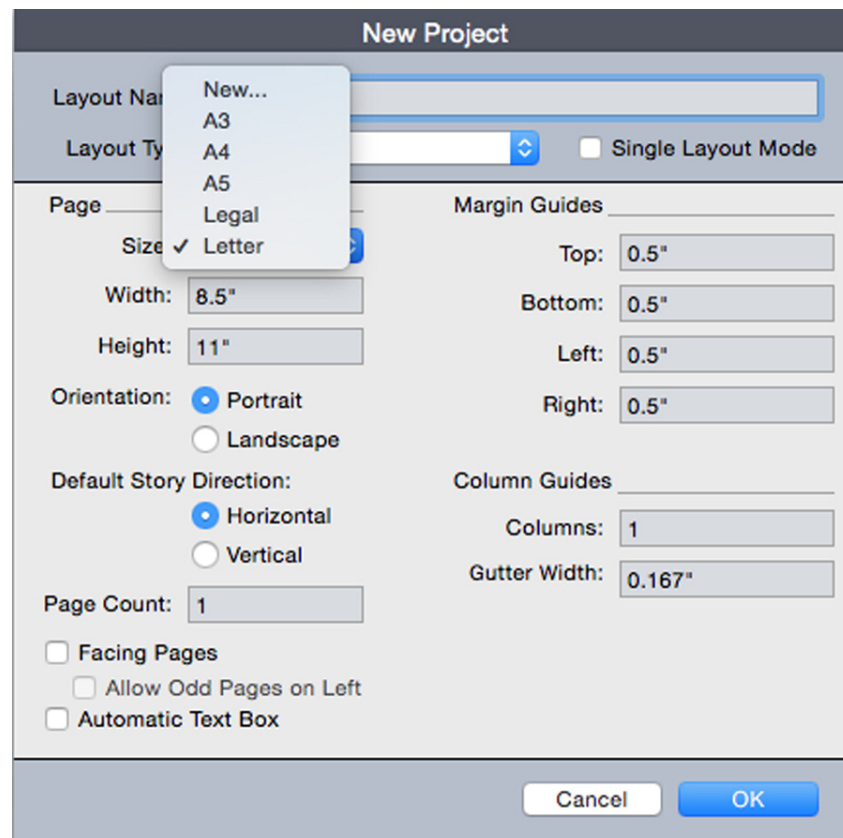 New Project
Layout Nam
New...
A3
Layout Ty
A4
Single Layout Mode
A5
Page
Legal
Margin Guides
Size
✓ Letter
Top: 0.5"
Width: 8.5"
Bottom: 0.5"
Height: 11"
Left: 0.5"
Orientation: Portrait
Right: 0.5"
Landscape
Default Story Direction:
Column Guides
Horizontal
Columns: 1
Vertical
Gutter Width: 0.167"
Page Count: 1
Facing Pages
Allow Odd Pages on Left
Automatic Text Box
Cancel
OK